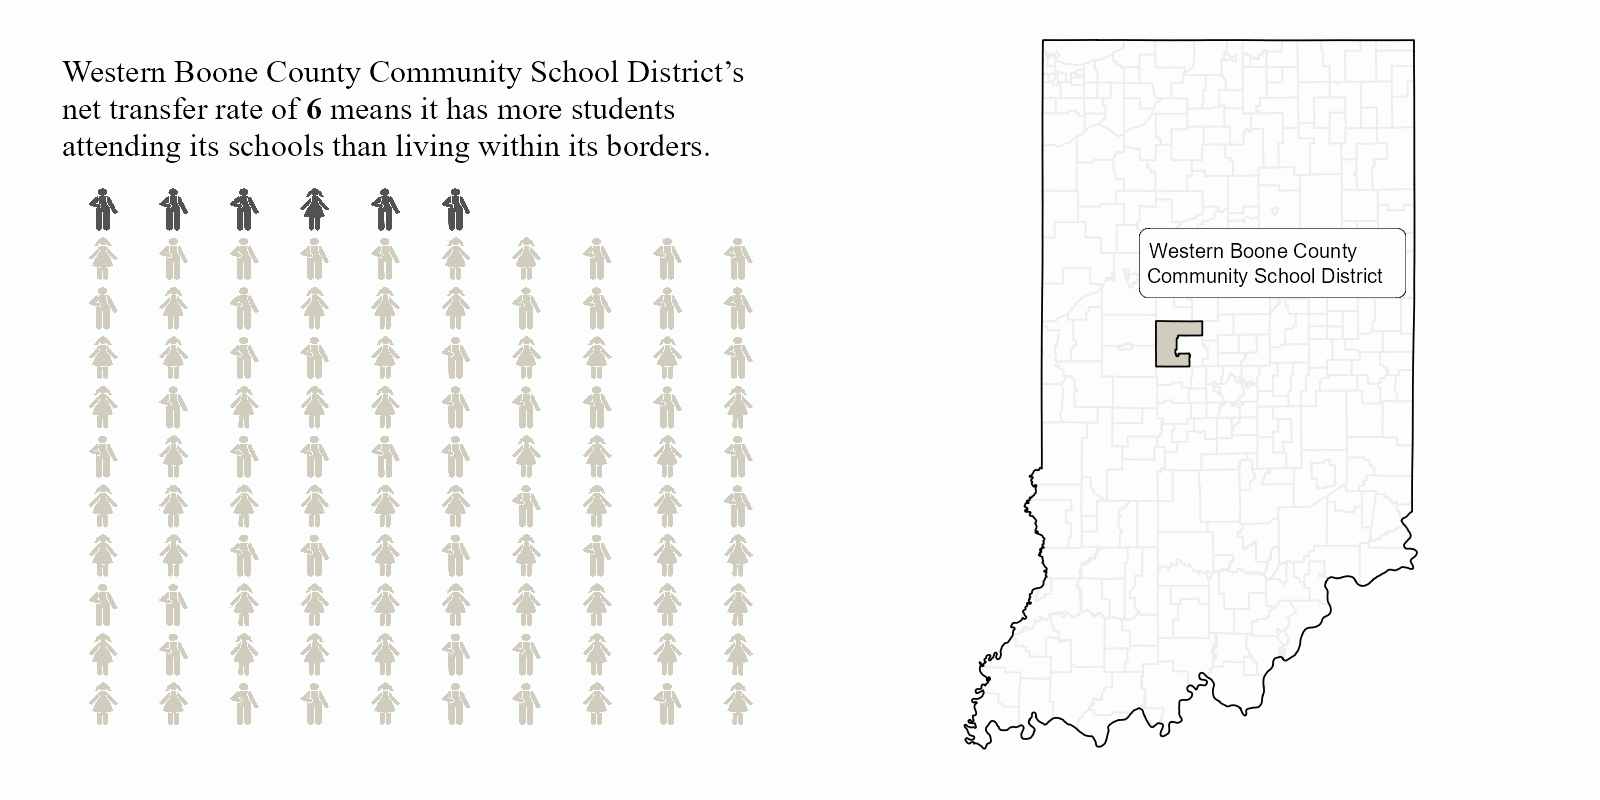 Western Boone County Community School District’s
net transfer rate of 6 means it has more students
attending its schools than living within its borders.
Western Boone County
Community School District